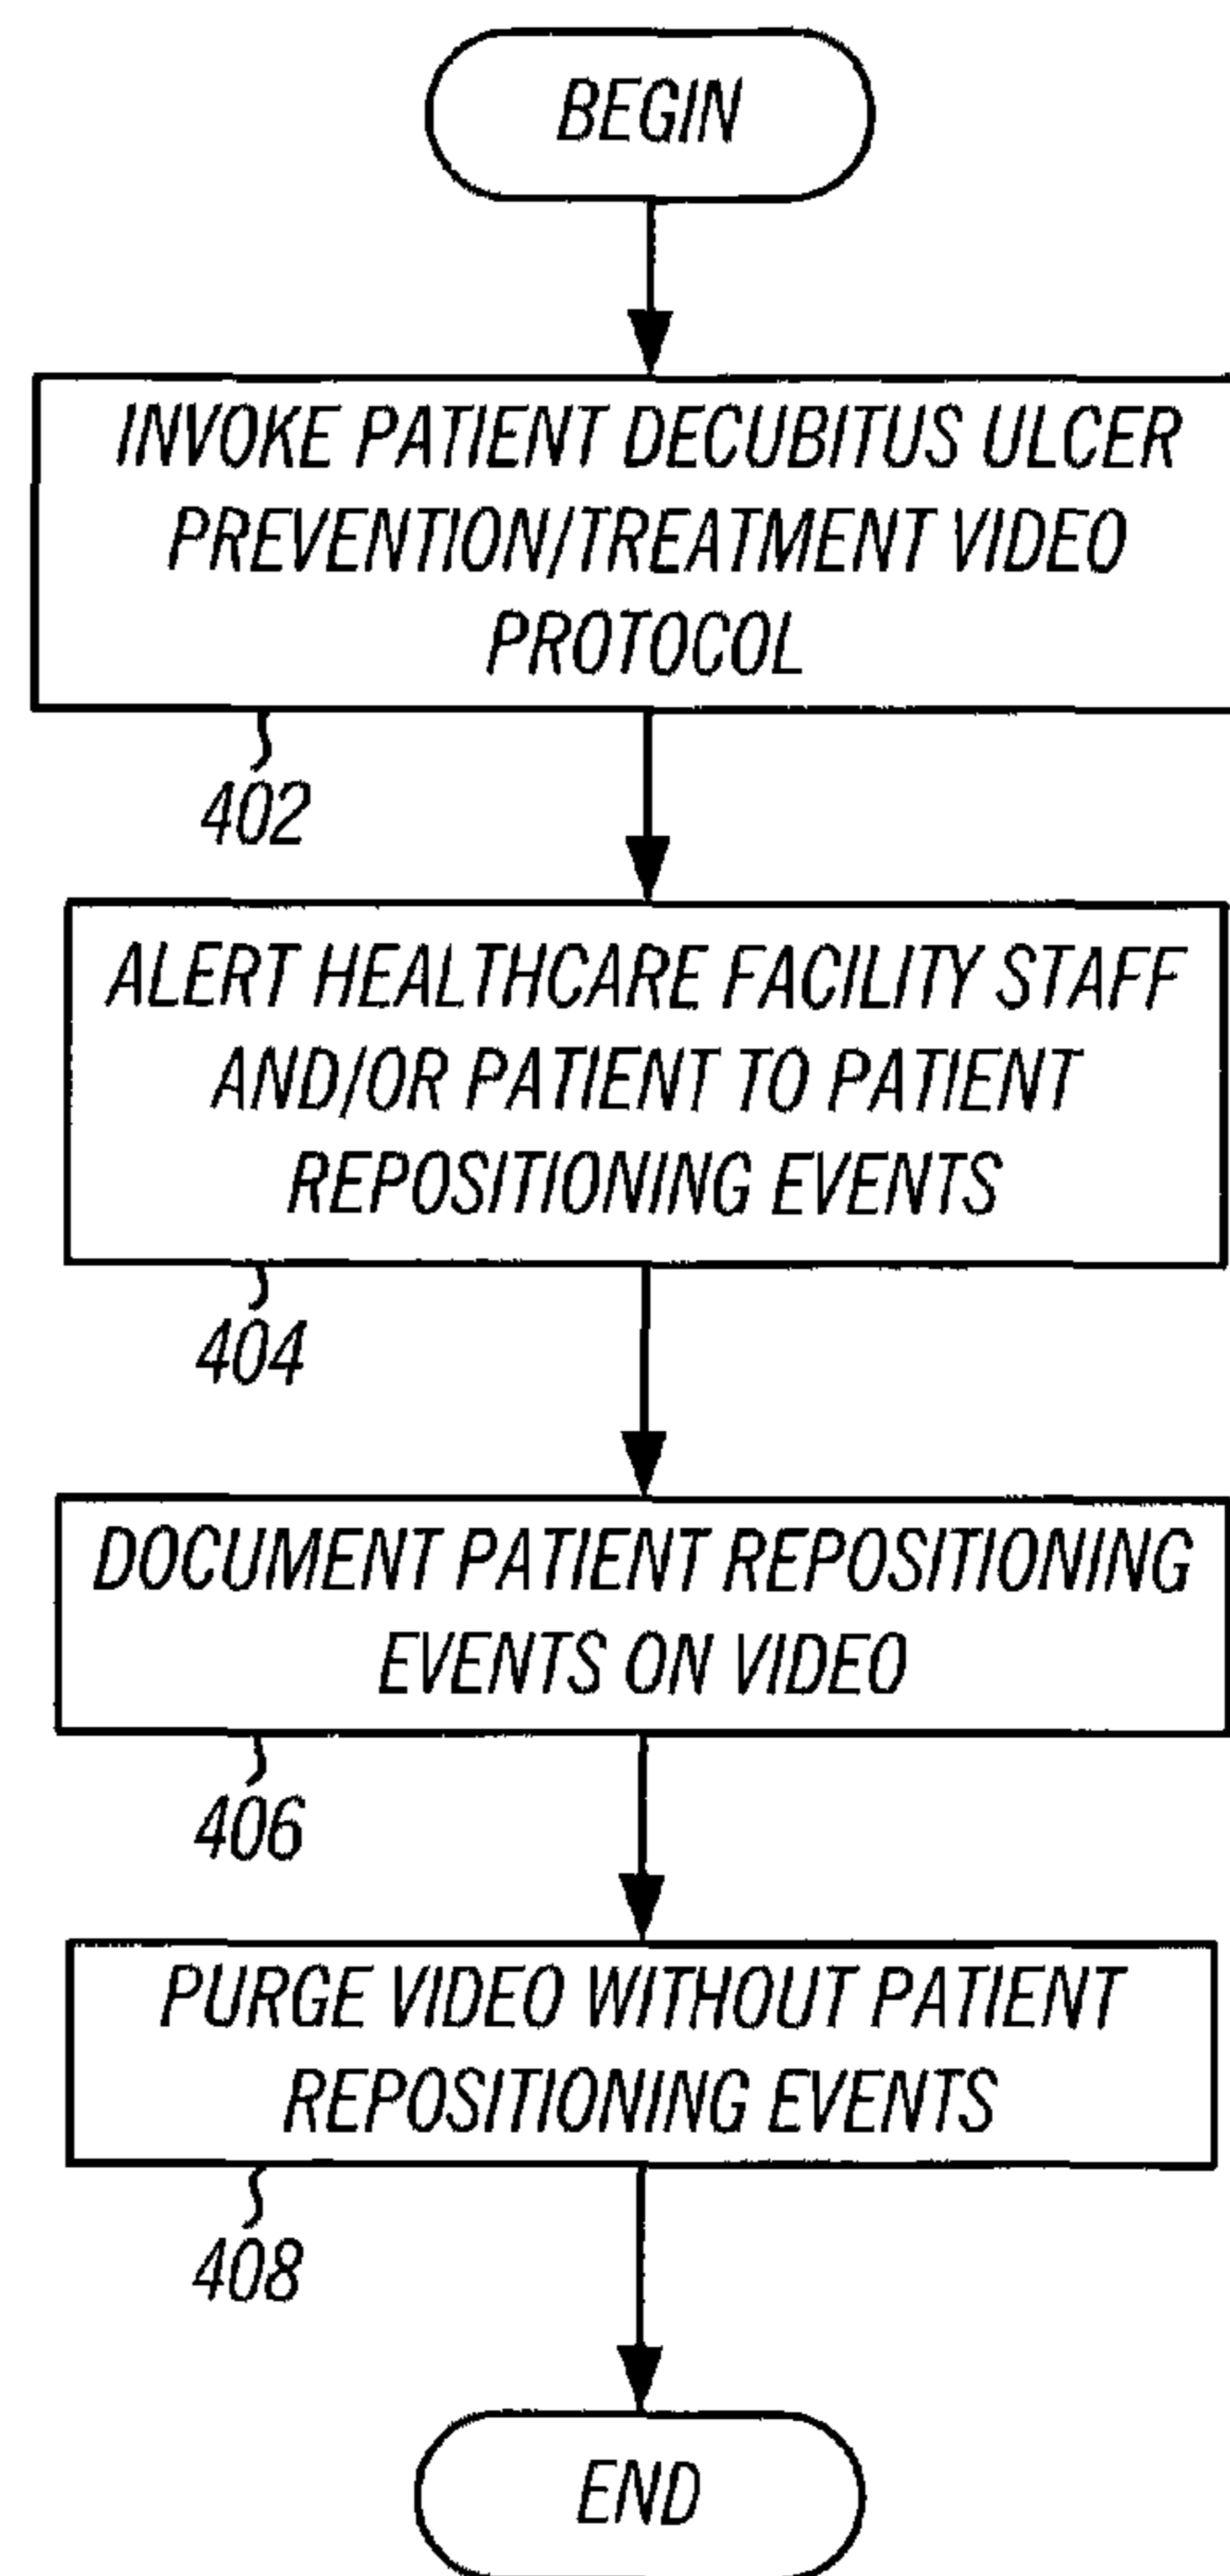 BEGIN
INVOKE PATIENT DECUBITUS ULCER
PREVENTION/TREATMENT VIDEO
PROTOCOL
402
ALERT HEALTHCARE FACILITY STAFF
AND/OR PATIENT TO PATIENT
REPOSITIONING EVENTS
404
DOCUMENT PATIENT REPOSITIONING
EVENTS ON VIDEO
406
PURGE VIDEO WITHOUT PATIENT
REPOSITIONING EVENTS
408
END